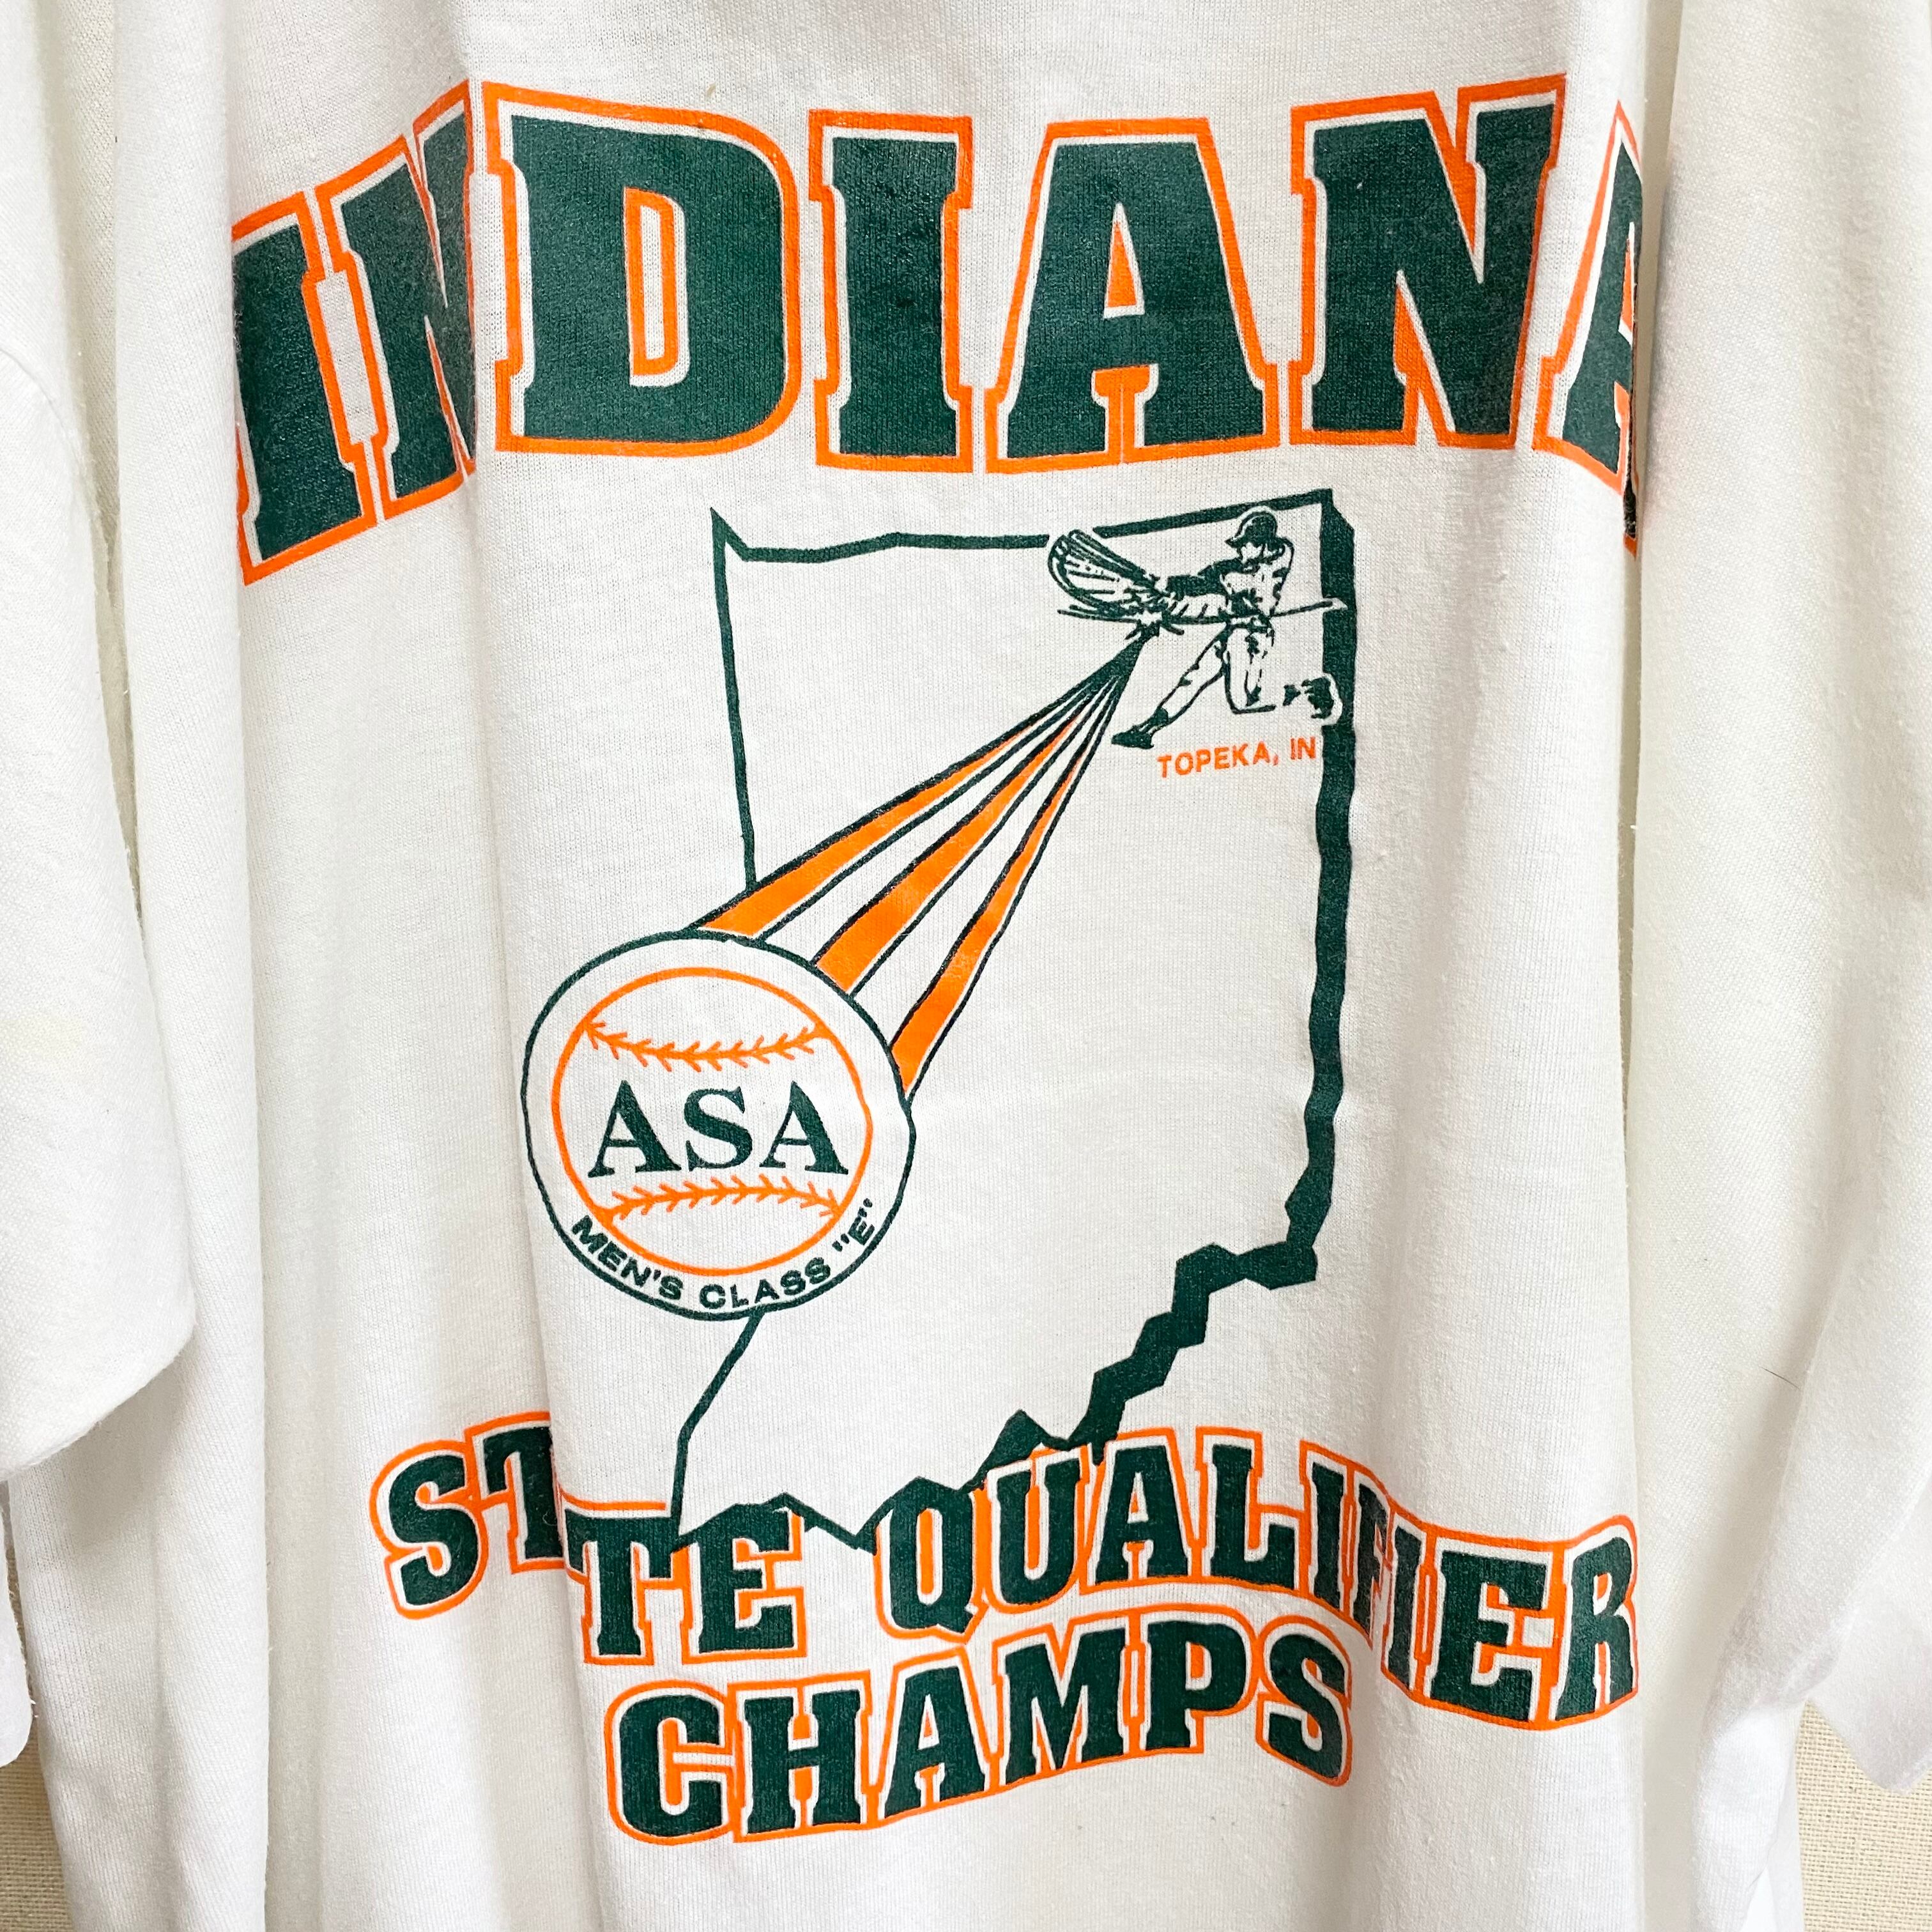 INDIANA
TOPEKA, IN
ASA
MEN'S CLASS "E"
STATE QUALIFIER
CHAMPS